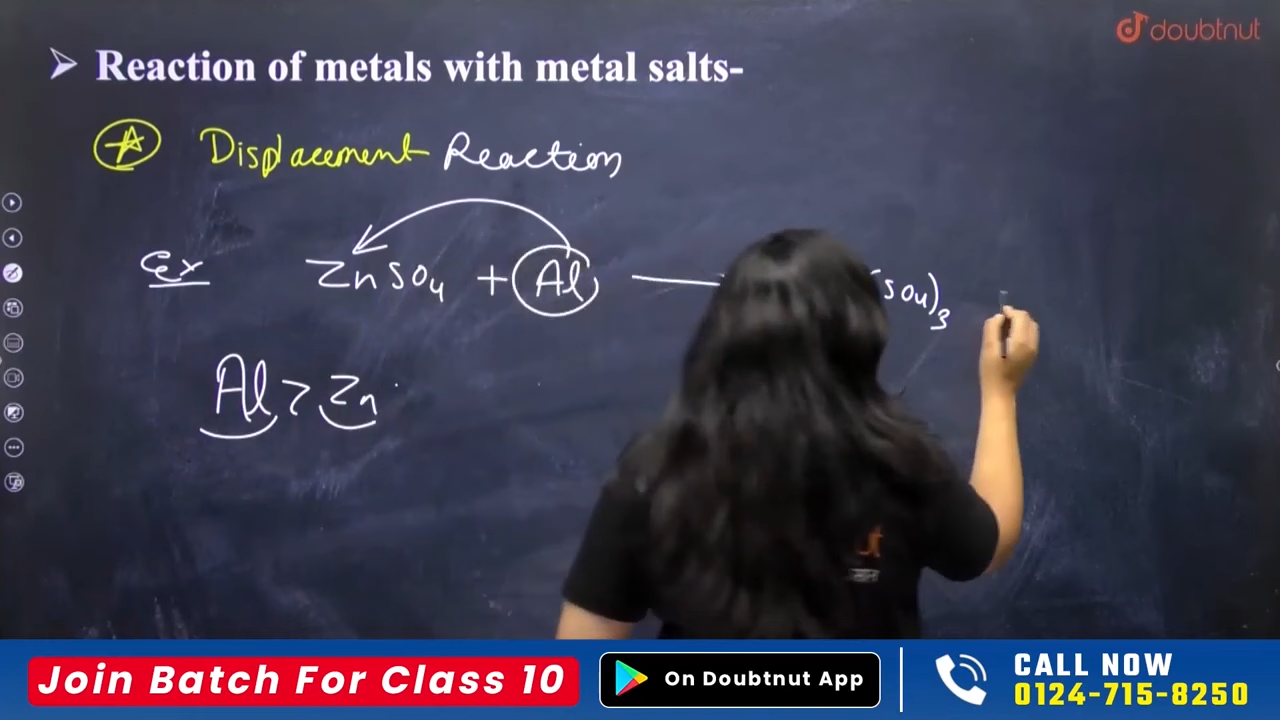 doubtnut
➤ Reaction of metals with metal salts-
A Displacement Reaction
Ex ZnSO4 + Al (SO4)3
Al > Zn
Join Batch For Class 10
On Doubtnut App
CALL NOW
0124-715-8250